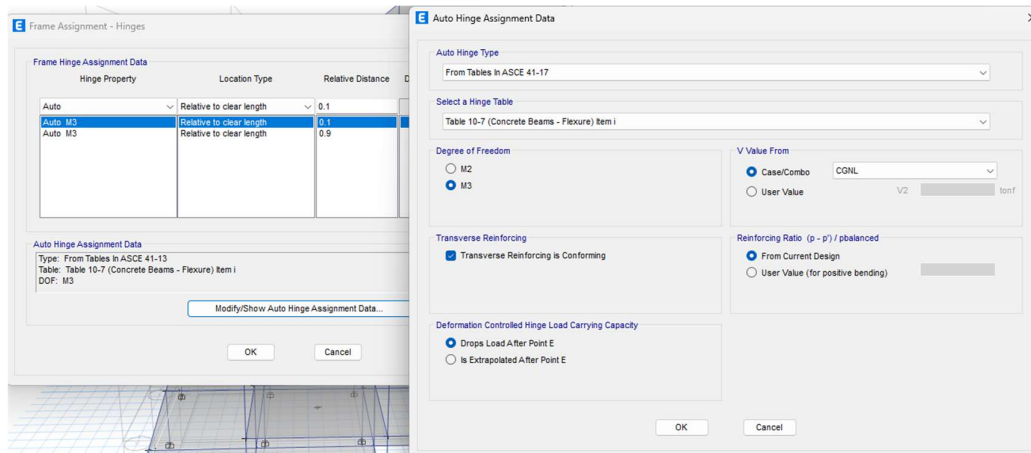 Frame Assignment - Hinges
Frame Hinge Assignment Data
Hinge Property Location Type Relative Distance
Auto Relative to clear length 0.1
Auto M3 Relative to clear length 0.1
Auto M3 Relative to clear length 0.9
Auto Hinge Assignment Data
Type: From Tables In ASCE 41-13
Table: Table 10-7 (Concrete Beams - Flexure) Item i
DOF: M3
Modify/Show Auto Hinge Assignment Data...
OK Cancel
E Auto Hinge Assignment Data
Auto Hinge Type
From Tables In ASCE 41-17
Select a Hinge Table
Table 10-7 (Concrete Beams - Flexure) Item i
Degree of Freedom
M2
M3
V Value From
Case/Combo CGNL
User Value V2 tonf
Transverse Reinforcing
Transverse Reinforcing is Conforming
Reinforcing Ratio (p - p') / pbalanced
From Current Design
User Value (for positive bending)
Deformation Controlled Hinge Load Carrying Capacity
Drops Load After Point E
Is Extrapolated After Point E
OK Cancel